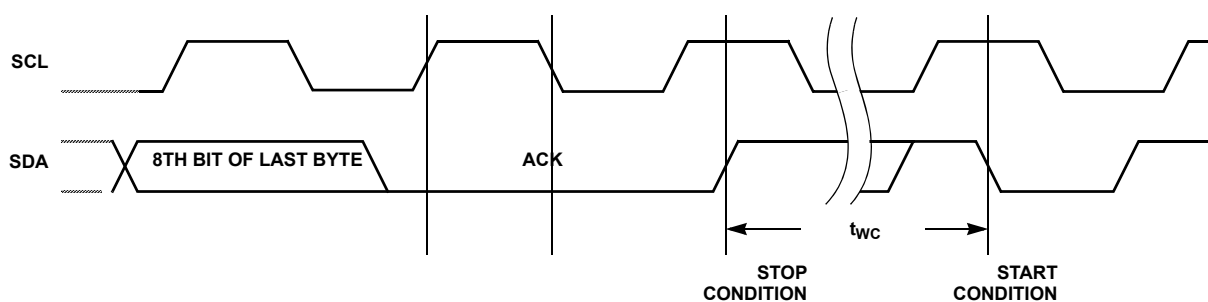 SCL
SDA
8TH BIT OF LAST BYTE
ACK
tWC
STOP
CONDITION
START
CONDITION